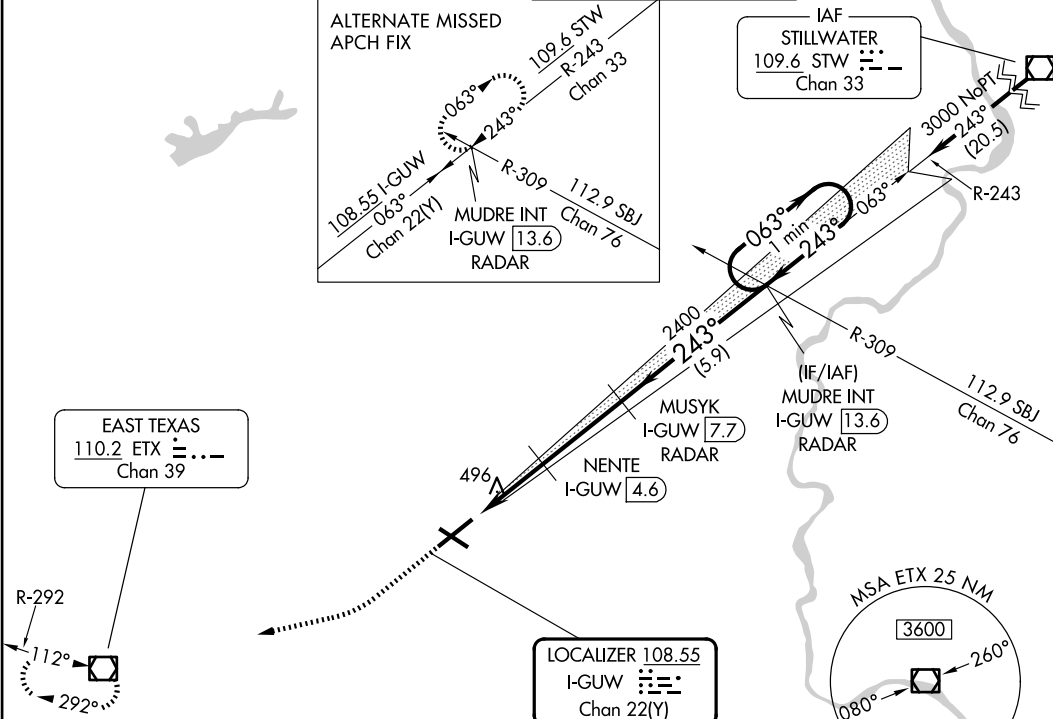 ALTERNATE MISSED
APCH FIX
109.6 STW
R-243
Chan 33
063°
243°
108.55 I-GUW
063°
Chan 22(Y)
R-309
112.9 SBJ
Chan 76
MUDRE INT
I-GUW 13.6
RADAR
IAF
STILLWATER
109.6 STW
Chan 33
3000 NoPT
243°
(20.5)
R-243
063°
1 min
243°
063°
2400
243°
(5.9)
R-309
112.9 SBJ
Chan 76
(IF/IAF)
MUDRE INT
I-GUW 13.6
RADAR
MUSYK
I-GUW 7.7
RADAR
NENTE
I-GUW 4.6
496
EAST TEXAS
110.2 ETX
Chan 39
R-292
112°
292°
LOCALIZER 108.55
I-GUW
Chan 22(Y)
MSA ETX 25 NM
3600
260°
080°